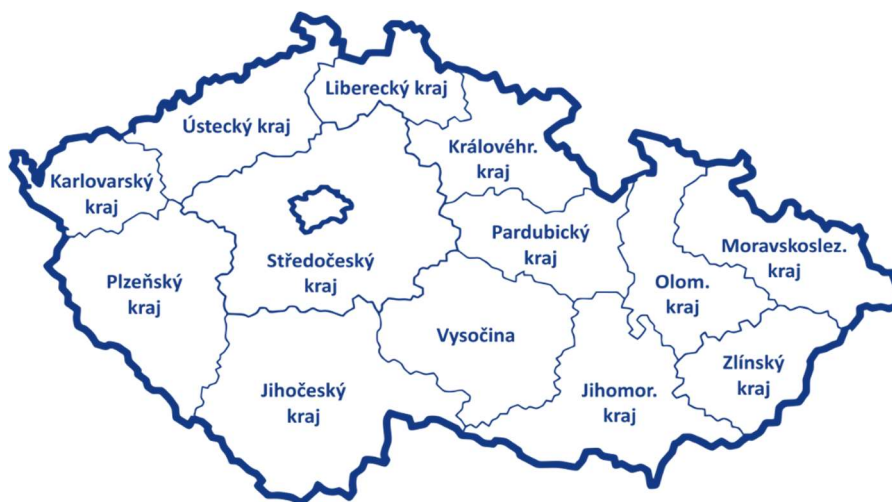 Liberecký kraj
Ústecký kraj
Královéhr.
kraj
Karlovarský
kraj
Pardubický
kraj
Moravskoslez.
kraj
Středočeský
kraj
Plzeňský
kraj
Olom.
kraj
Vysočina
Zlínský
kraj
Jihočeský
kraj
Jihomor.
kraj